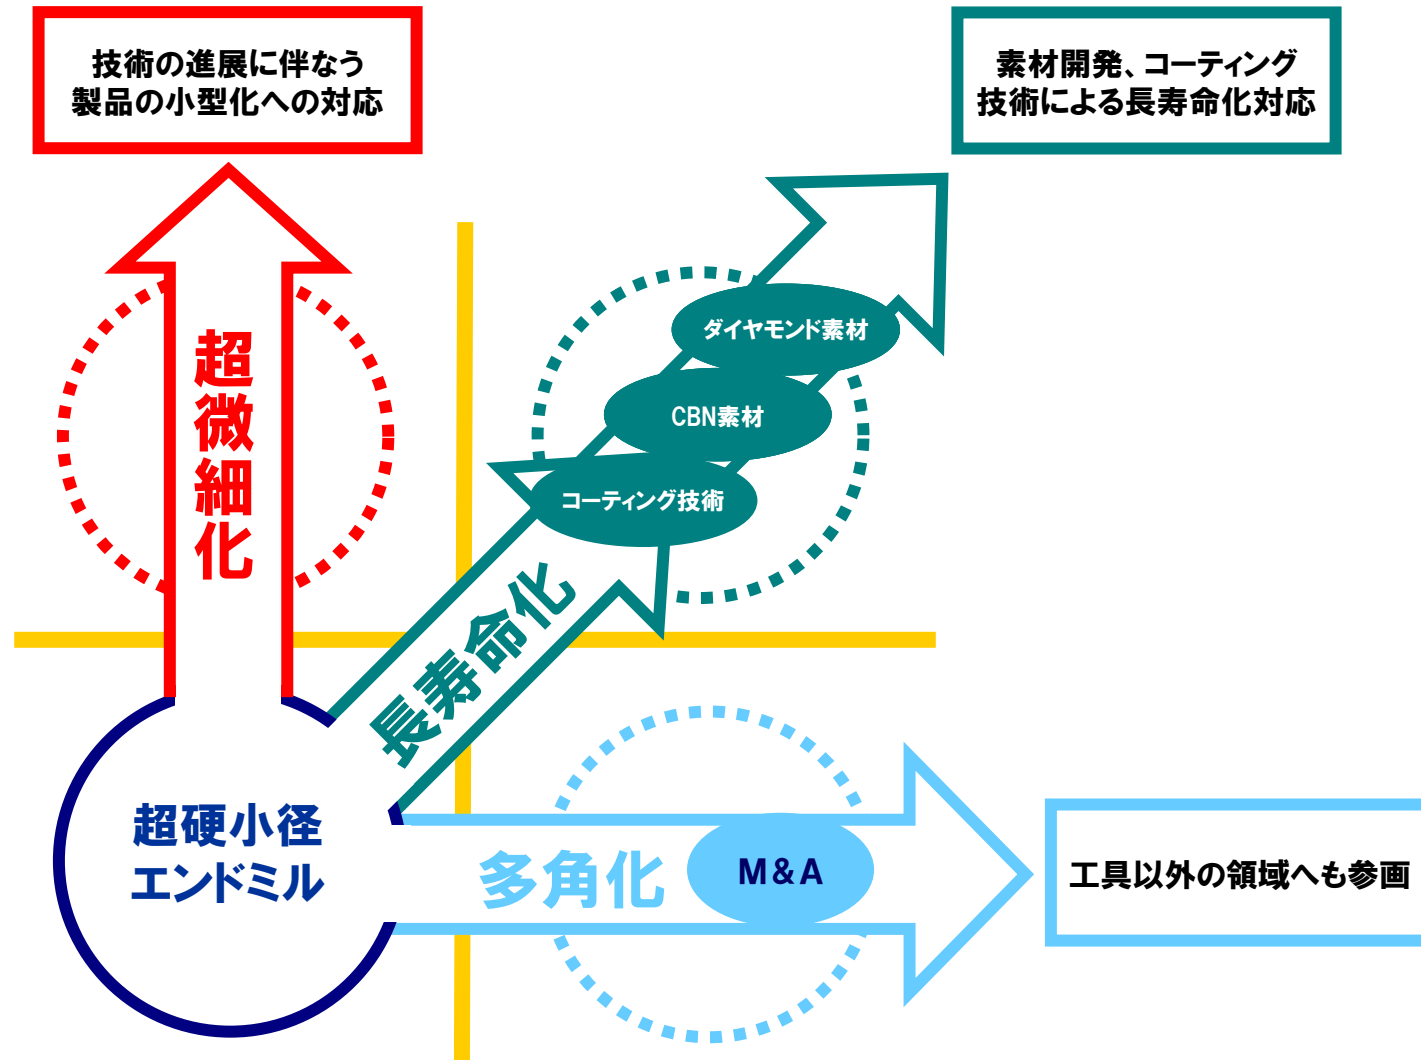 技術の進展に伴なう
製品の小型化への対応
素材開発、コーティング
技術による長寿命化対応
超微細化
ダイヤモンド素材
CBN素材
コーティング技術
長寿命化
超硬小径
エンドミル
多角化
M&A
工具以外の領域へも参画